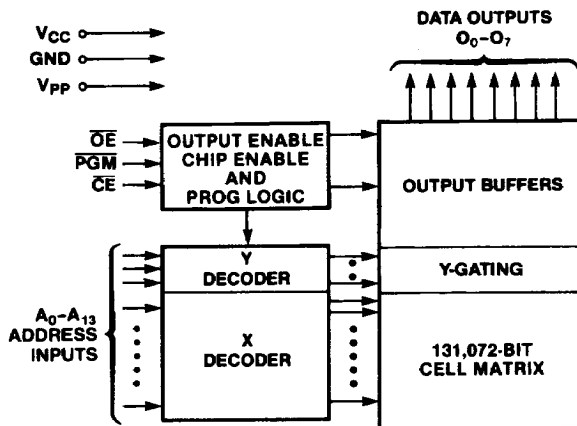 DATA OUTPUTS
O0–O7
VCC
GND
VPP
OE
PGM
CE
OUTPUT ENABLE
CHIP ENABLE
AND
PROG LOGIC
OUTPUT BUFFERS
Y
DECODER
Y-GATING
A0–A13
ADDRESS
INPUTS
X
DECODER
131,072-BIT
CELL MATRIX